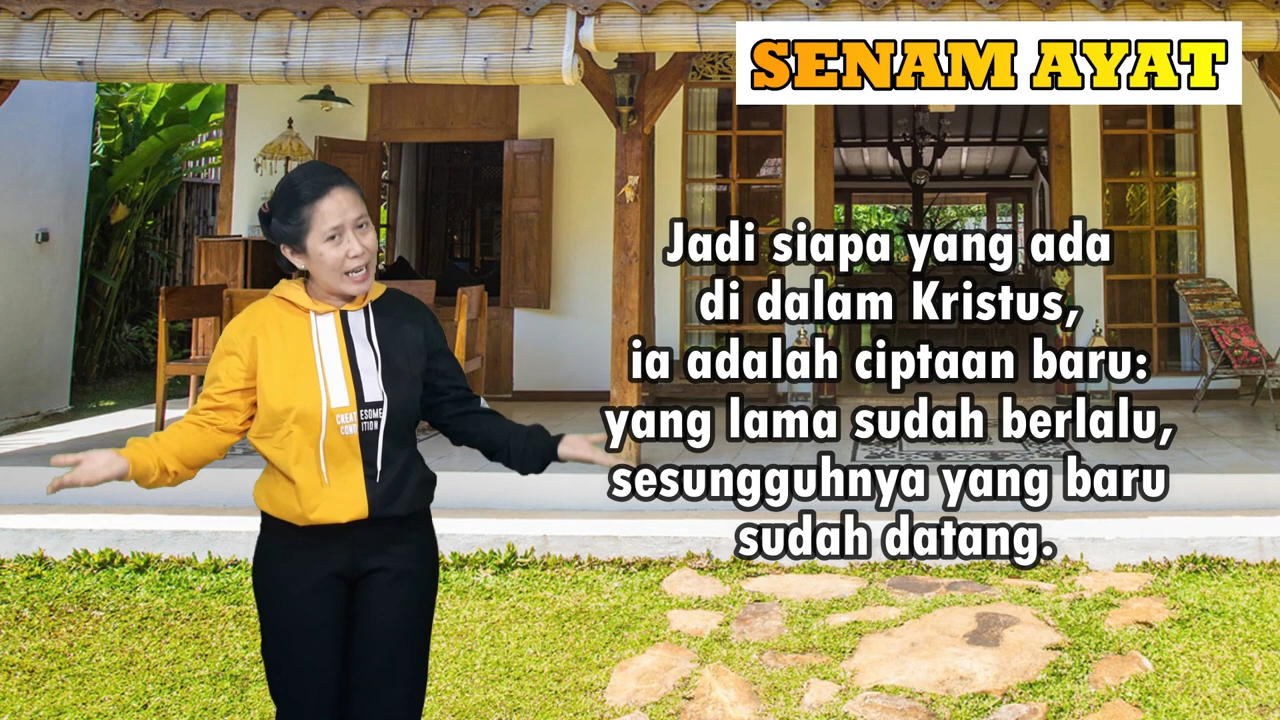 SENAM AYAT
Jadi siapa yang ada
di dalam Kristus,
ia adalah ciptaan baru:
yang lama sudah berlalu,
sesungguhnya yang baru
sudah datang.